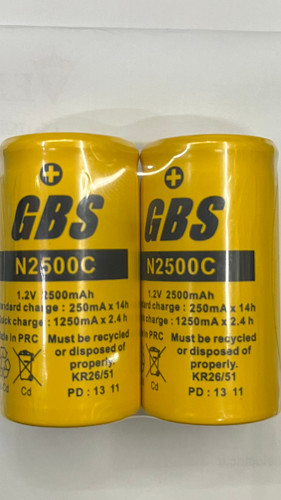 GBS
N2500C
1.2V 2500mAh
Standard charge : 250mA x 14h
Quick charge : 1250mA x 2.4 h
Made in PRC
Must be recycled
or disposed of
properly.
KR26/51
PD : 13 11
Cd
GBS
N2500C
1.2V 2500mAh
andard charge : 250mA x 14h
uick charge : 1250mA x 2.4 h
de in PRC
Must be recycled
or disposed of
properly.
KR26/51
PD : 13 11
Cd